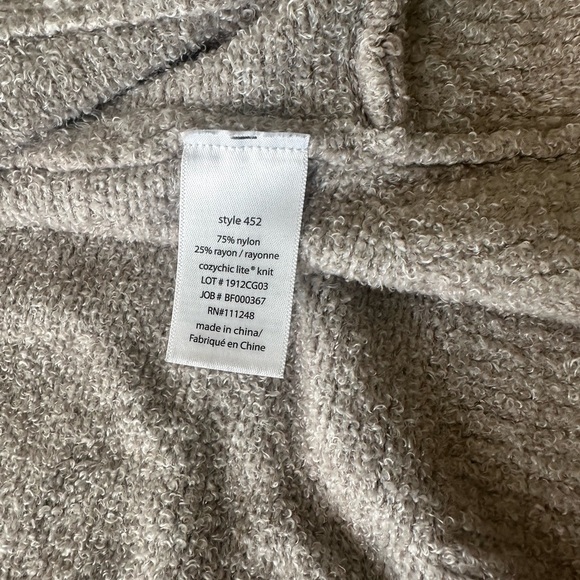 style 452
75% nylon
25% rayon / rayonne
cozychic lite® knit
LOT # 1912CG03
JOB # BF000367
RN#111248
made in china/
Fabriqué en Chine